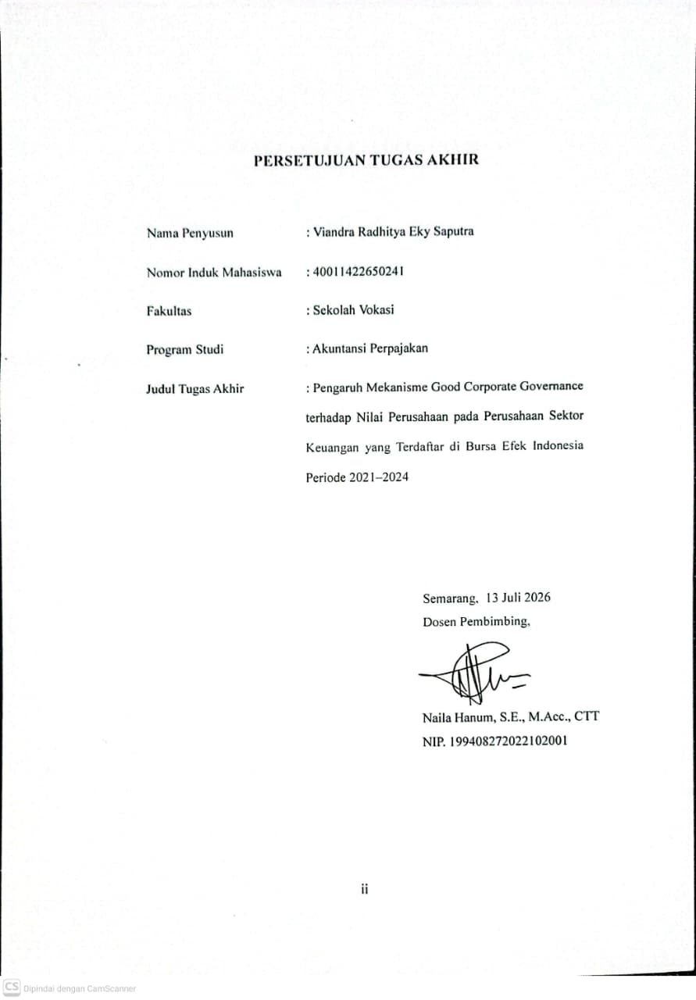 PERSETUJUAN TUGAS AKHIR
Nama Penyusun : Viandra Radhitya Eky Saputra
Nomor Induk Mahasiswa : 40011422650241
Fakultas : Sekolah Vokasi
Program Studi : Akuntansi Perpajakan
Judul Tugas Akhir : Pengaruh Mekanisme Good Corporate Governance
terhadap Nilai Perusahaan pada Perusahaan Sektor
Keuangan yang Terdaftar di Bursa Efek Indonesia
Periode 2021–2024
Semarang, 13 Juli 2026
Dosen Pembimbing,
Naila Hanum, S.E., M.Acc., CTT
NIP. 199408272022102001
ii
CS Dipindai dengan CamScanner